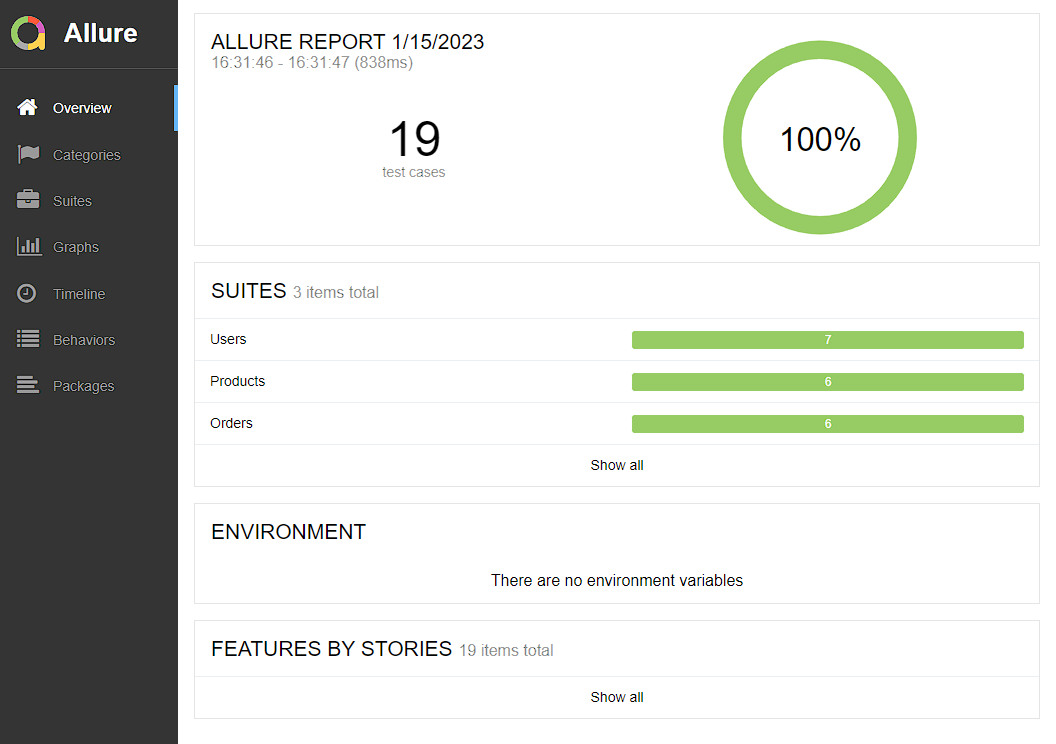 Allure
Overview
Categories
Suites
Graphs
Timeline
Behaviors
Packages
ALLURE REPORT 1/15/2023
16:31:46 - 16:31:47 (838ms)
19
test cases
100%
SUITES 3 items total
Users 7
Products 6
Orders 6
Show all
ENVIRONMENT
There are no environment variables
FEATURES BY STORIES 19 items total
Show all